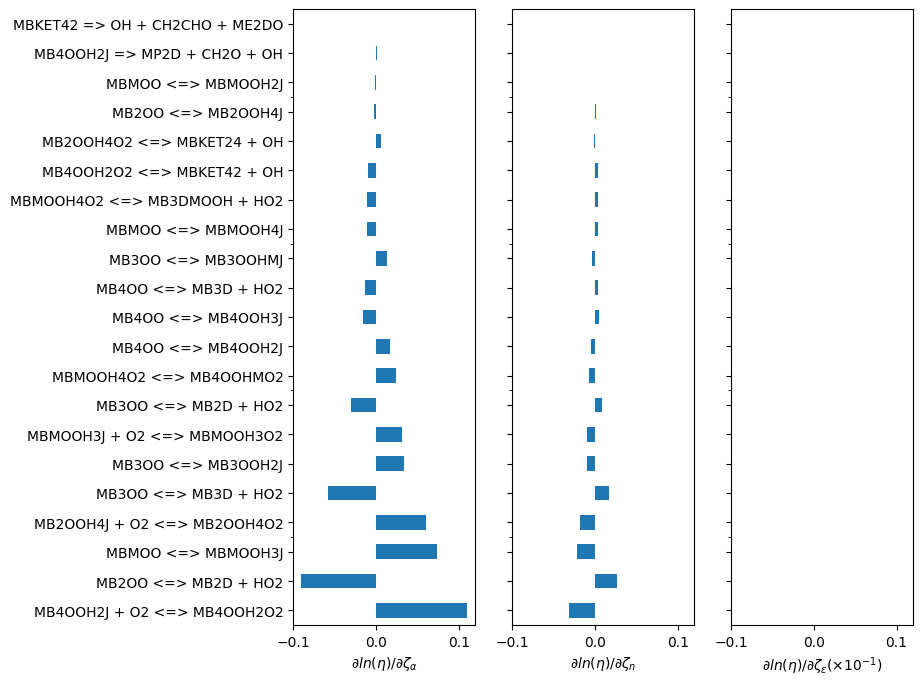 MBKET42 => OH + CH2CHO + ME2DO
MB4OOH2J => MP2D + CH2O + OH
MBMOO <=> MBMOOH2J
MB2OO <=> MB2OOH4J
MB2OOH4O2 <=> MBKET24 + OH
MB4OOH2O2 <=> MBKET42 + OH
MBMOOH4O2 <=> MB3DMOOH + HO2
MBMOO <=> MBMOOH4J
MB3OO <=> MB3OOHMJ
MB4OO <=> MB3D + HO2
MB4OO <=> MB4OOH3J
MB4OO <=> MB4OOH2J
MBMOOH4O2 <=> MB4OOHMO2
MB3OO <=> MB2D + HO2
MBMOOH3J + O2 <=> MBMOOH3O2
MB3OO <=> MB3OOH2J
MB3OO <=> MB3D + HO2
MB2OOH4J + O2 <=> MB2OOH4O2
MBMOO <=> MBMOOH3J
MB2OO <=> MB2D + HO2
MB4OOH2J + O2 <=> MB4OOH2O2
−0.1 0.0 0.1 −0.1 0.0 0.1 −0.1 0.0 0.1
∂ln(η)/∂ζα ∂ln(η)/∂ζn ∂ln(η)/∂ζε(×10⁻¹)